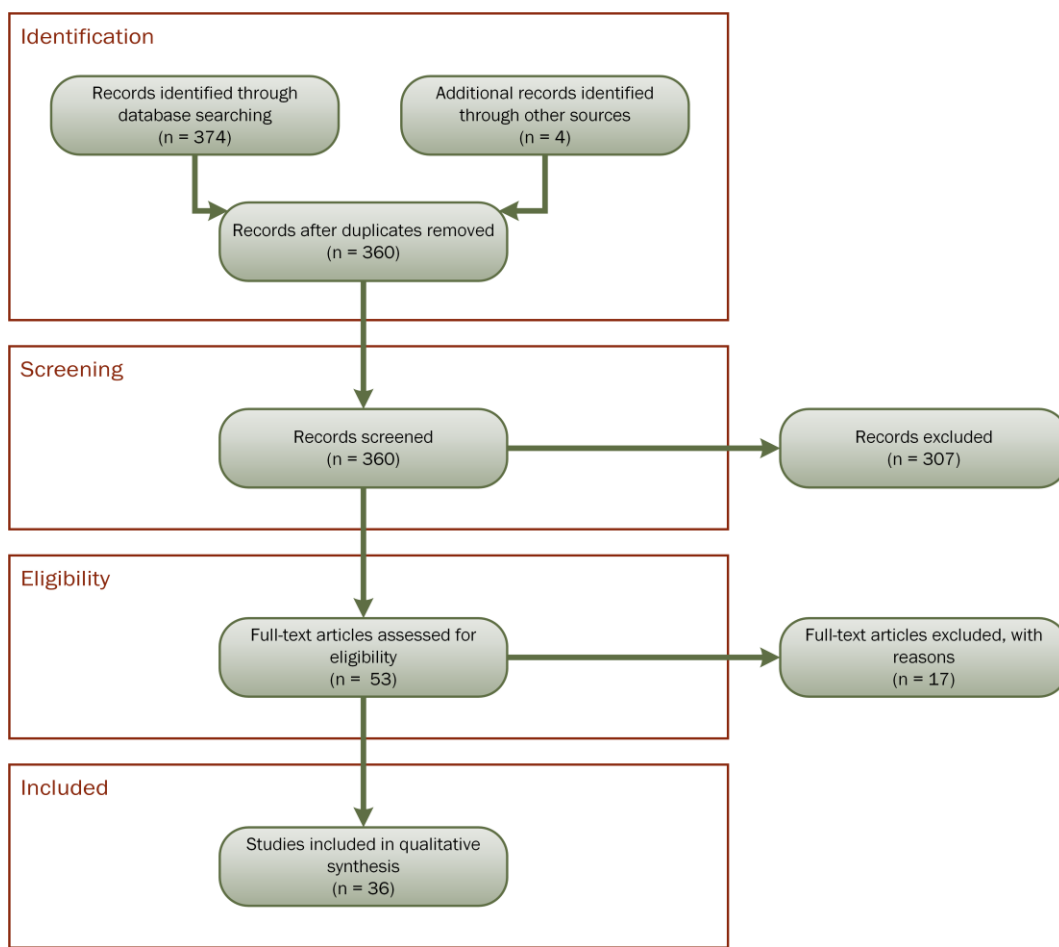 Identification
Records identified through
database searching
(n = 374)
Additional records identified
through other sources
(n = 4)
Records after duplicates removed
(n = 360)
Screening
Records screened
(n = 360)
Records excluded
(n = 307)
Eligibility
Full-text articles assessed for
eligibility
(n =  53)
Full-text articles excluded, with
reasons
(n = 17)
Included
Studies included in qualitative
synthesis
(n = 36)